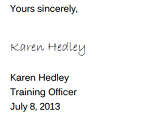 Yours sincerely,
Karen Hedley
Karen Hedley
Training Officer
July 8, 2013